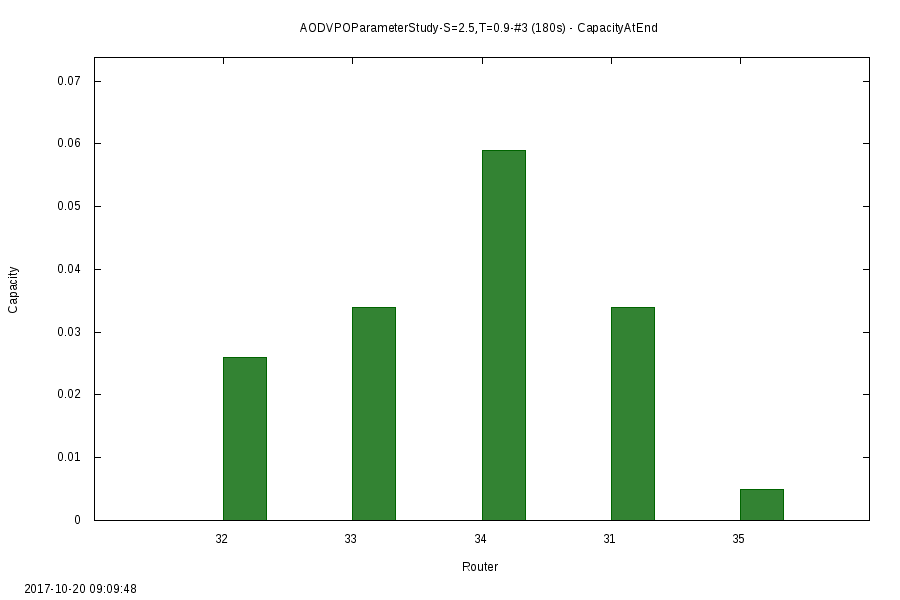 AODVPOParameterStudy-S=2.5,T=0.9-#3 (180s) - CapacityAtEnd
0.07
0.06
0.05
0.04
0.03
0.02
0.01
0
Capacity
32 33 34 31 35
Router
2017-10-20 09:09:48